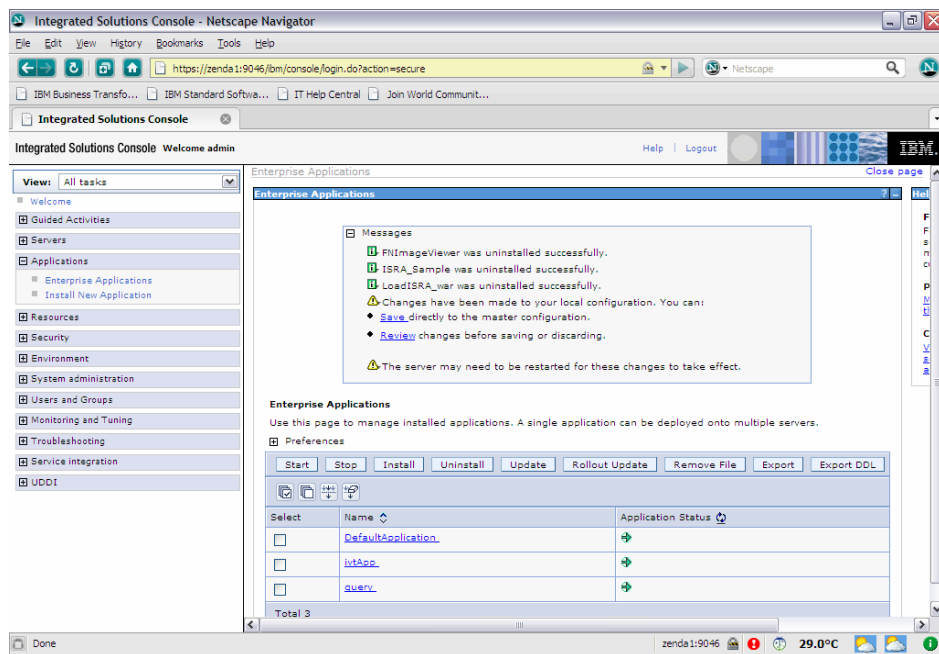 Integrated Solutions Console - Netscape Navigator
File Edit View History Bookmarks Tools Help
https://zenda1:9046/ibm/console/login.do?action=secure
Netscape
IBM Business Transfo... IBM Standard Softwa... IT Help Central Join World Communit...
Integrated Solutions Console
Integrated Solutions Console Welcome admin Help | Logout IBM.
View: All tasks
Welcome
Guided Activities
Servers
Applications
Enterprise Applications
Install New Application
Resources
Security
Environment
System administration
Users and Groups
Monitoring and Tuning
Troubleshooting
Service integration
UDDI
Enterprise Applications Close page
Enterprise Applications ? Hel
Messages
FNImageViewer was uninstalled successfully.
ISRA_Sample was uninstalled successfully.
LoadISRA_war was uninstalled successfully.
Changes have been made to your local configuration. You can:
Save directly to the master configuration.
Review changes before saving or discarding.
The server may need to be restarted for these changes to take effect.
Enterprise Applications
Use this page to manage installed applications. A single application can be deployed onto multiple servers.
Preferences
Start Stop Install Uninstall Update Rollout Update Remove File Export Export DDL
Select Name Application Status
DefaultApplication
ivtApp
query
Total 3
Done zenda1:9046 29.0°C